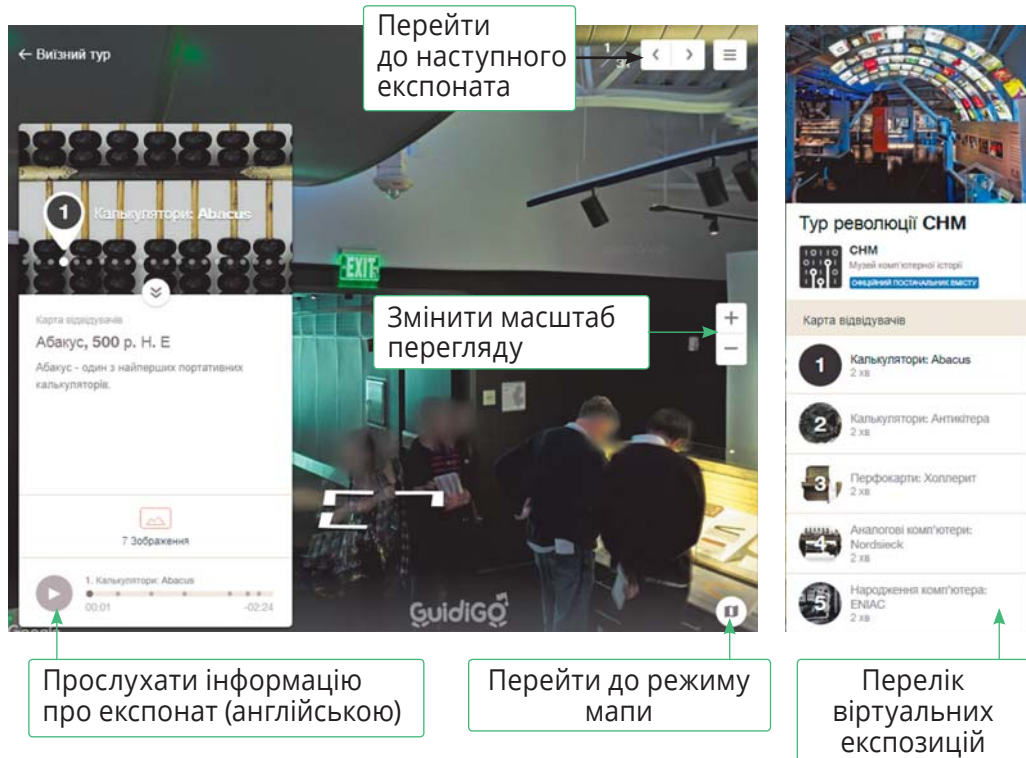 Перейти
до наступного
експоната
← Виїзний тур
1
Калькулятори: Abacus
EXIT
Карта відвідувачів
Абакус, 500 р. Н. Е
Абакус - один з найперших портативних
калькуляторів.
Змінити масштаб
перегляду
7 Зображення
1. Калькулятори: Abacus
00:01
-02:24
GUIDIGO
Прослухати інформацію
про експонат (англійською)
Перейти до режиму
мапи
Тур революції CHM
CHM
Музей комп'ютерної історії
ОФІЦІЙНИЙ ПОСТАЧАЛЬНИК ВМІСТУ
Карта відвідувачів
1
Калькулятори: Abacus
2 хв
2
Калькулятори: Антикітера
2 хв
3
Перфокарти: Холлерит
2 хв
4
Аналогові комп'ютери:
Nordsieck
2 хв
5
Народження комп'ютера:
ENIAC
2 хв
Перелік
віртуальних
експозицій